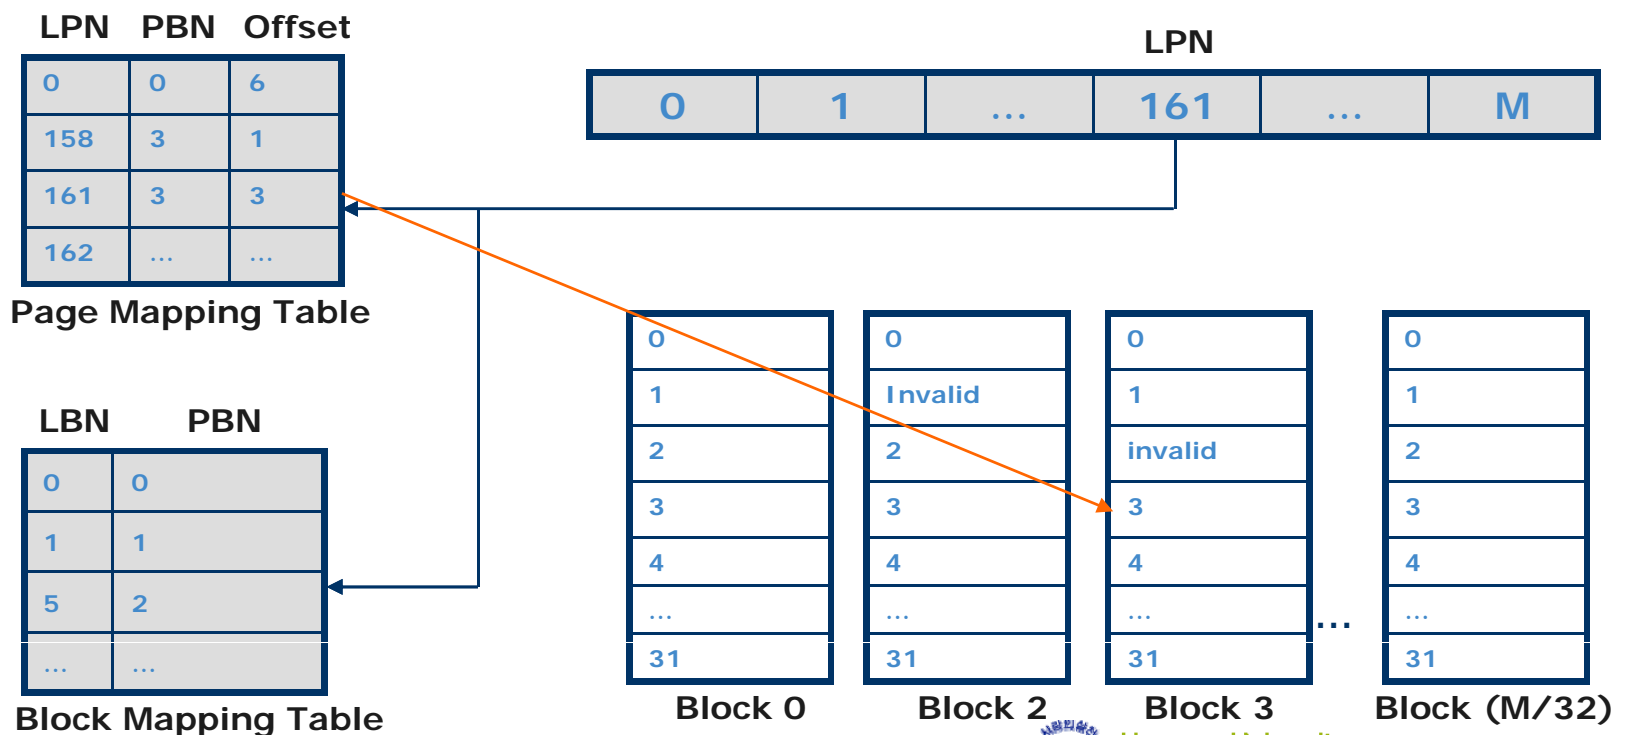 LPN PBN Offset
0 0 6
158 3 1
161 3 3
162 ... ...
Page Mapping Table
LPN
0 1 ... 161 ... M
LBN PBN
0 0
1 1
5 2
... ...
Block Mapping Table
0
1
2
3
4
...
31
Block 0
0
Invalid
2
3
4
...
31
Block 2
0
1
invalid
3
4
...
31
Block 3
...
0
1
2
3
4
...
31
Block (M/32)